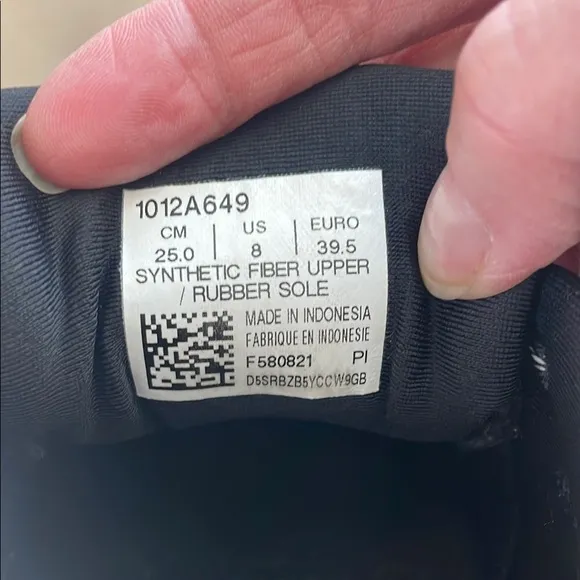 1012A649
CM | US | EURO
25.0 | 8 | 39.5
SYNTHETIC FIBER UPPER
/ RUBBER SOLE
MADE IN INDONESIA
FABRIQUE EN INDONESIE
F580821 PI
D5SRBZB5YCCW9GB